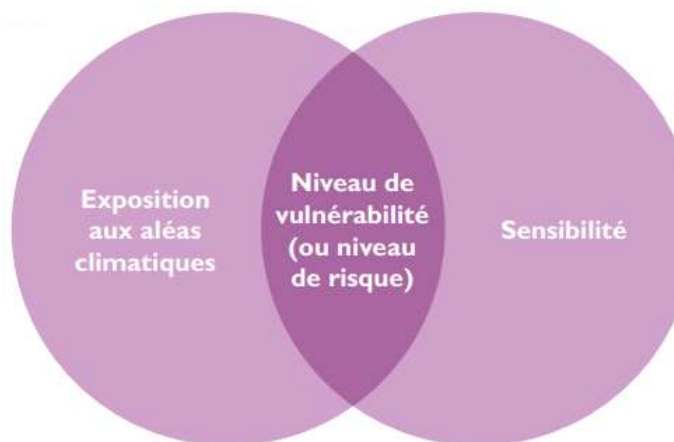 Exposition
aux aléas
climatiques
Niveau de
vulnérabilité
(ou niveau
de risque)
Sensibilité